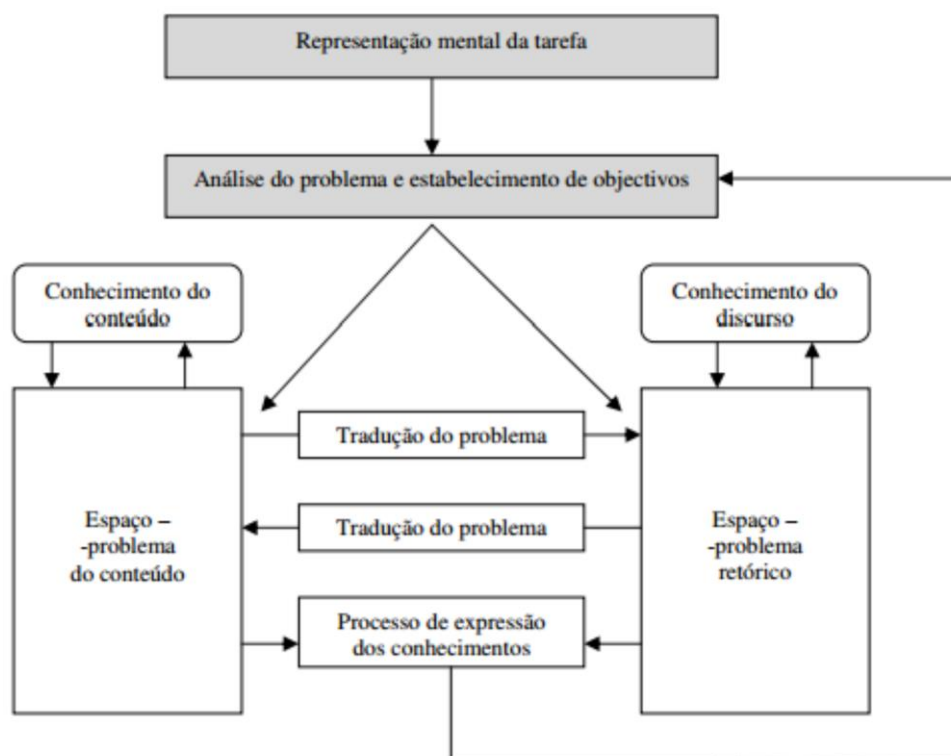 Representação mental da tarefa
Análise do problema e estabelecimento de objectivos
Conhecimento do
conteúdo
Conhecimento do
discurso
Tradução do problema
Tradução do problema
Espaço –
-problema
do conteúdo
Espaço –
-problema
retórico
Processo de expressão
dos conhecimentos